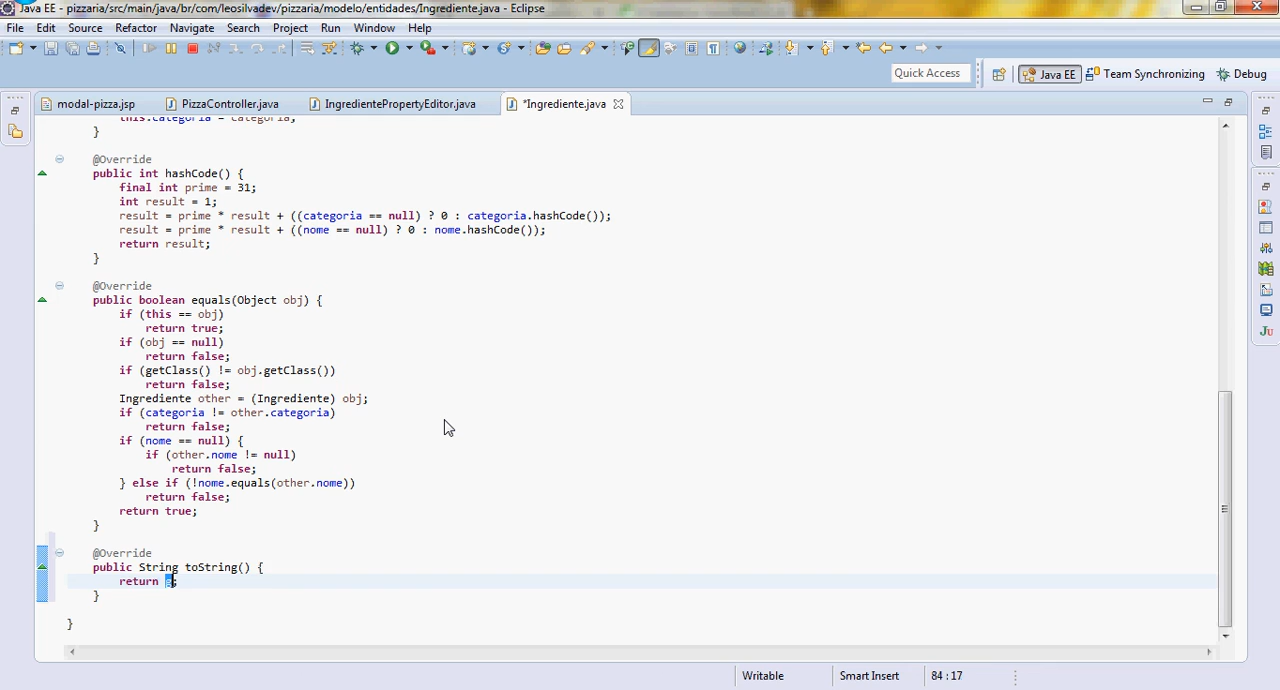 Java EE - pizzaria/src/main/java/br/com/leosilvadev/pizzaria/modelo/entidades/Ingrediente.java - Eclipse
File Edit Source Refactor Navigate Search Project Run Window Help
Quick Access Java EE Team Synchronizing Debug
modal-pizza.jsp PizzaController.java IngredientePropertyEditor.java *Ingrediente.java
this.categoria = categoria;
}
@Override
public int hashCode() {
final int prime = 31;
int result = 1;
result = prime * result + ((categoria == null) ? 0 : categoria.hashCode());
result = prime * result + ((nome == null) ? 0 : nome.hashCode());
return result;
}
@Override
public boolean equals(Object obj) {
if (this == obj)
return true;
if (obj == null)
return false;
if (getClass() != obj.getClass())
return false;
Ingrediente other = (Ingrediente) obj;
if (categoria != other.categoria)
return false;
if (nome == null) {
if (other.nome != null)
return false;
} else if (!nome.equals(other.nome))
return false;
return true;
}
@Override
public String toString() {
return ;
}
}
Writable Smart Insert 84 : 17